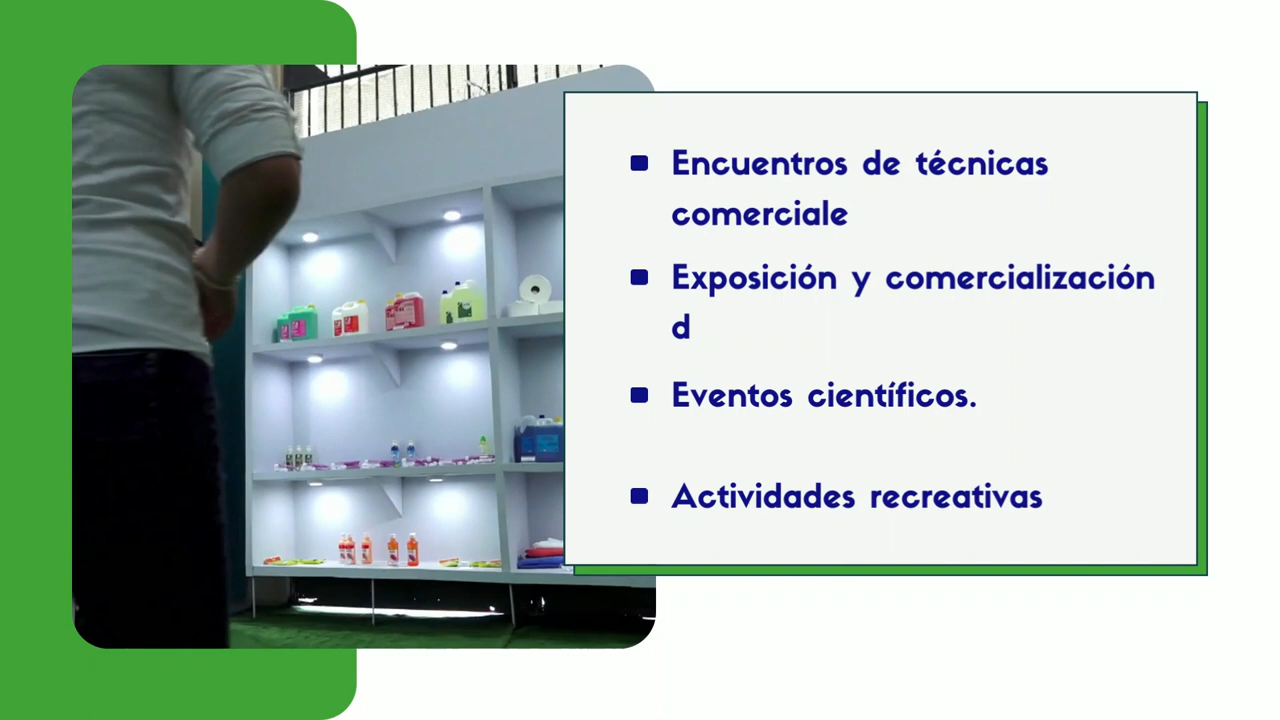 Encuentros de técnicas
comerciale
Exposición y comercialización
d
Eventos científicos.
Actividades recreativas